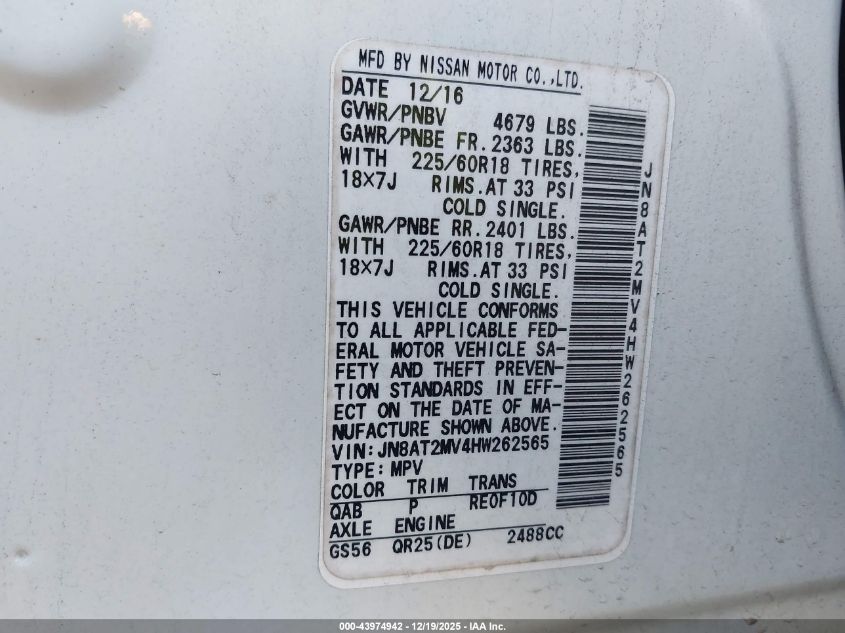 MFD BY NISSAN MOTOR CO.,LTD.
DATE 12/16
GVWR/PNBV 4679 LBS.
GAWR/PNBE FR. 2363 LBS.
WITH 225/60R18 TIRES,
18X7J RIMS.AT 33 PSI
COLD SINGLE.
GAWR/PNBE RR. 2401 LBS.
WITH 225/60R18 TIRES,
18X7J RIMS.AT 33 PSI
COLD SINGLE.
THIS VEHICLE CONFORMS
TO ALL APPLICABLE FED-
ERAL MOTOR VEHICLE SA-
FETY AND THEFT PREVEN-
TION STANDARDS IN EFF-
ECT ON THE DATE OF MA-
NUFACTURE SHOWN ABOVE.
VIN:JN8AT2MV4HW262565
TYPE:MPV
COLOR TRIM TRANS
QAB P RE0F10D
AXLE ENGINE
GS56 QR25(DE) 2488CC
JN8AT2MV4HW262565
000-43974942 - 12/19/2025 - IAA Inc.